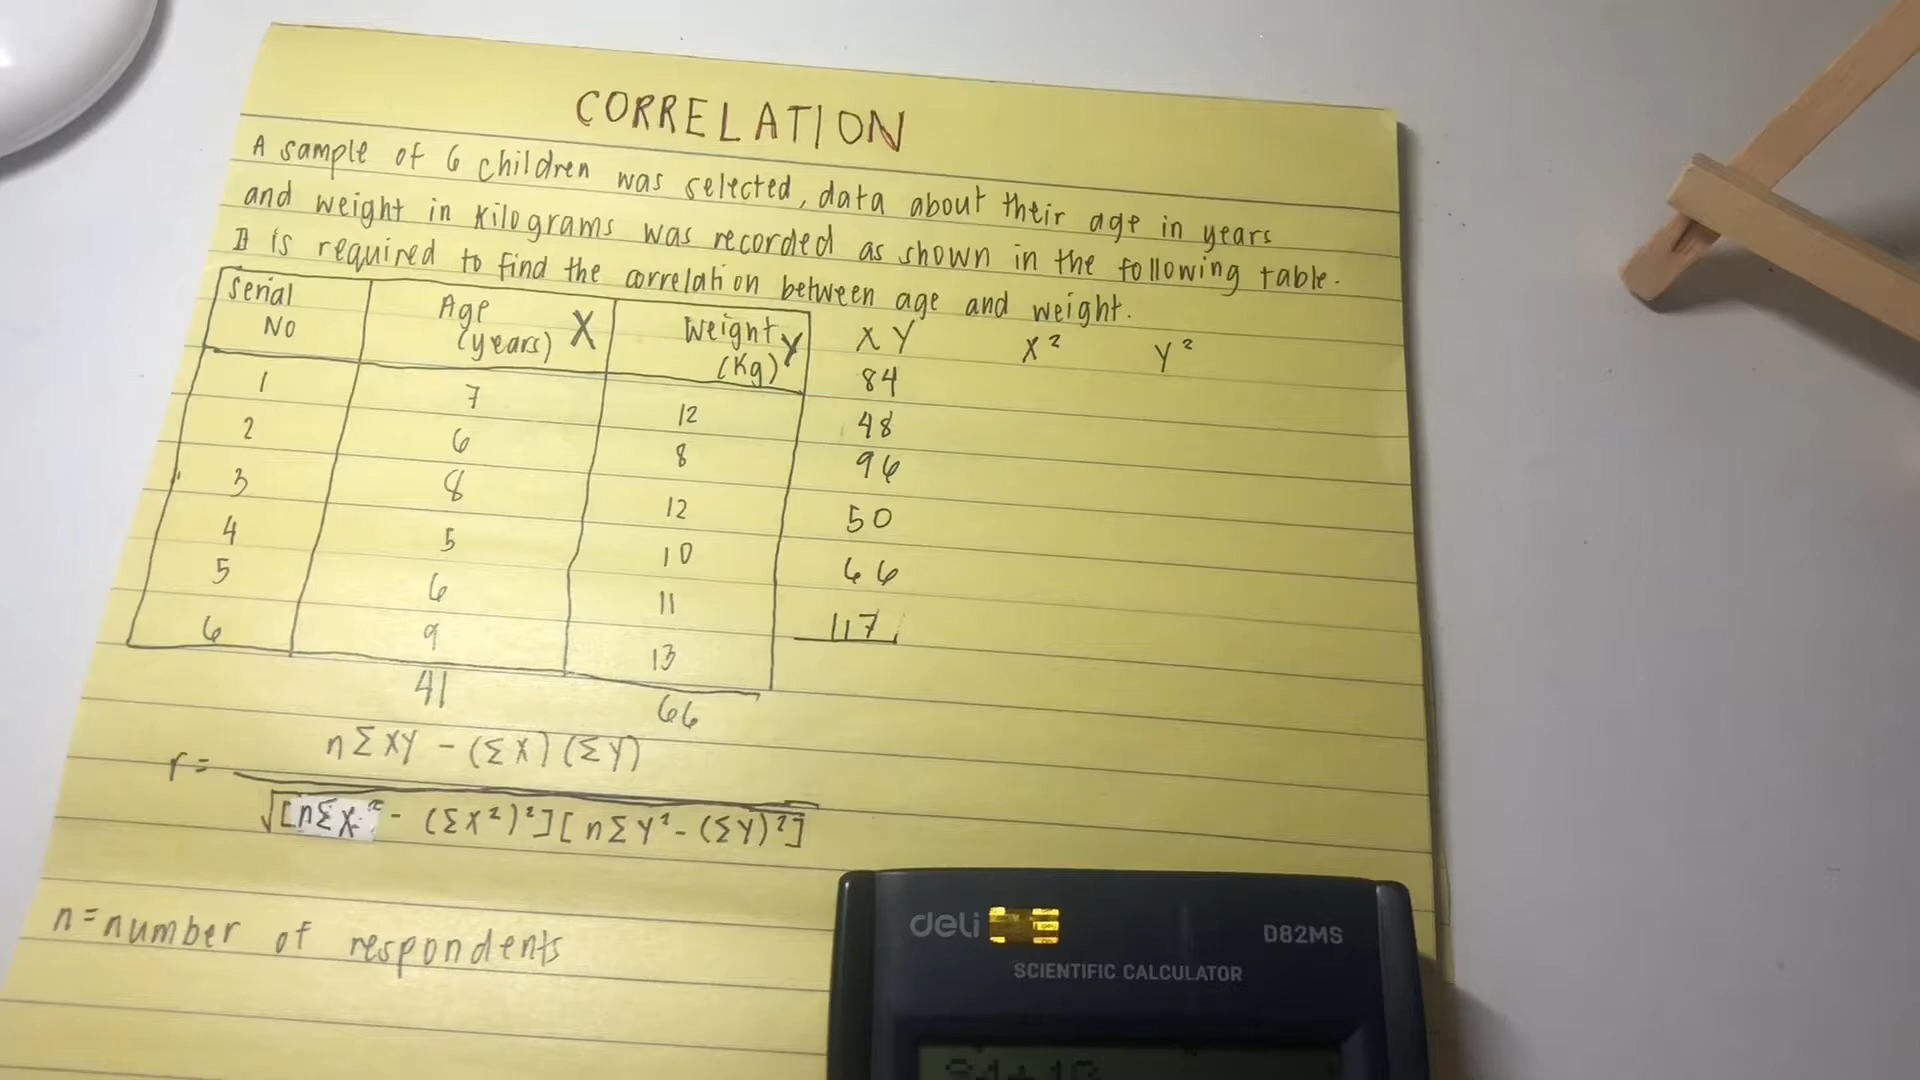 CORRELATION
A sample of 6 children was selected, data about their age in years
and weight in Kilograms was recorded as shown in the following table.
It is required to find the correlation between age and weight.
Serial No | Age (years) X | Weight (Kg) Y | XY | X² | Y²
1 | 7 | 12 | 84
2 | 6 | 8 | 48
3 | 8 | 12 | 96
4 | 5 | 10 | 50
5 | 6 | 11 | 66
6 | 9 | 13 | 117
41 | 66
r = n Σ XY - (Σ X) (Σ Y)
√[nΣX² - (ΣX²)²] [nΣY² - (ΣY)²]
n = number of respondents
deli D82MS
SCIENTIFIC CALCULATOR